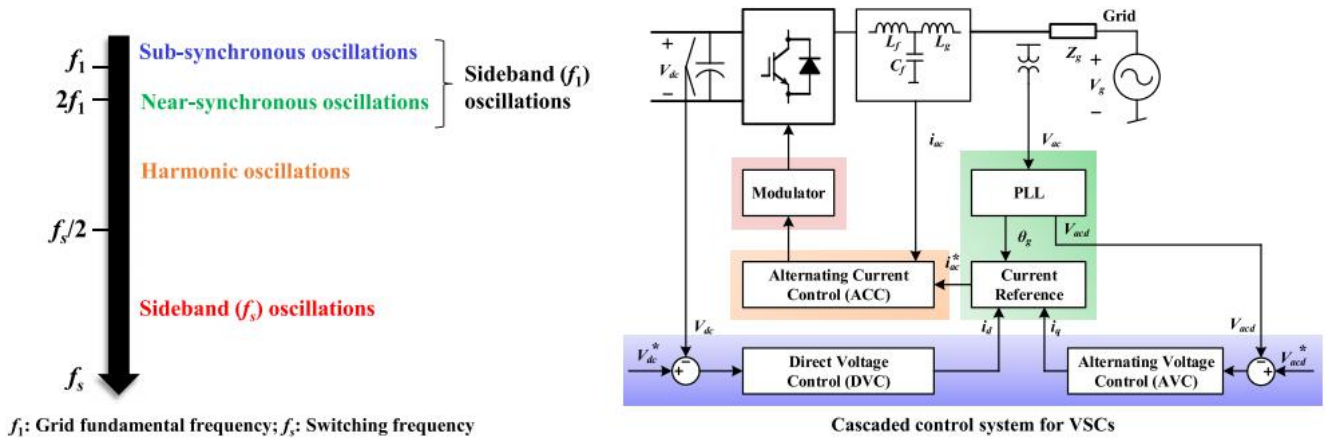 Sub-synchronous oscillations
f1
Sideband (f1)
oscillations
2f1
Near-synchronous oscillations
Harmonic oscillations
fs/2
Sideband (fs) oscillations
fs
f1: Grid fundamental frequency; fs: Switching frequency
Grid
+
Vdc
−
Lf
Lg
Cf
Zg
+
Vg
−
iac
Vac
Modulator
PLL
θg
Vacd
Alternating Current
Control (ACC)
i*ac
Current
Reference
Vdc
id
iq
Vacd
V*dc
−
+
Direct Voltage
Control (DVC)
Alternating Voltage
Control (AVC)
−
+
V*acd
Cascaded control system for VSCs